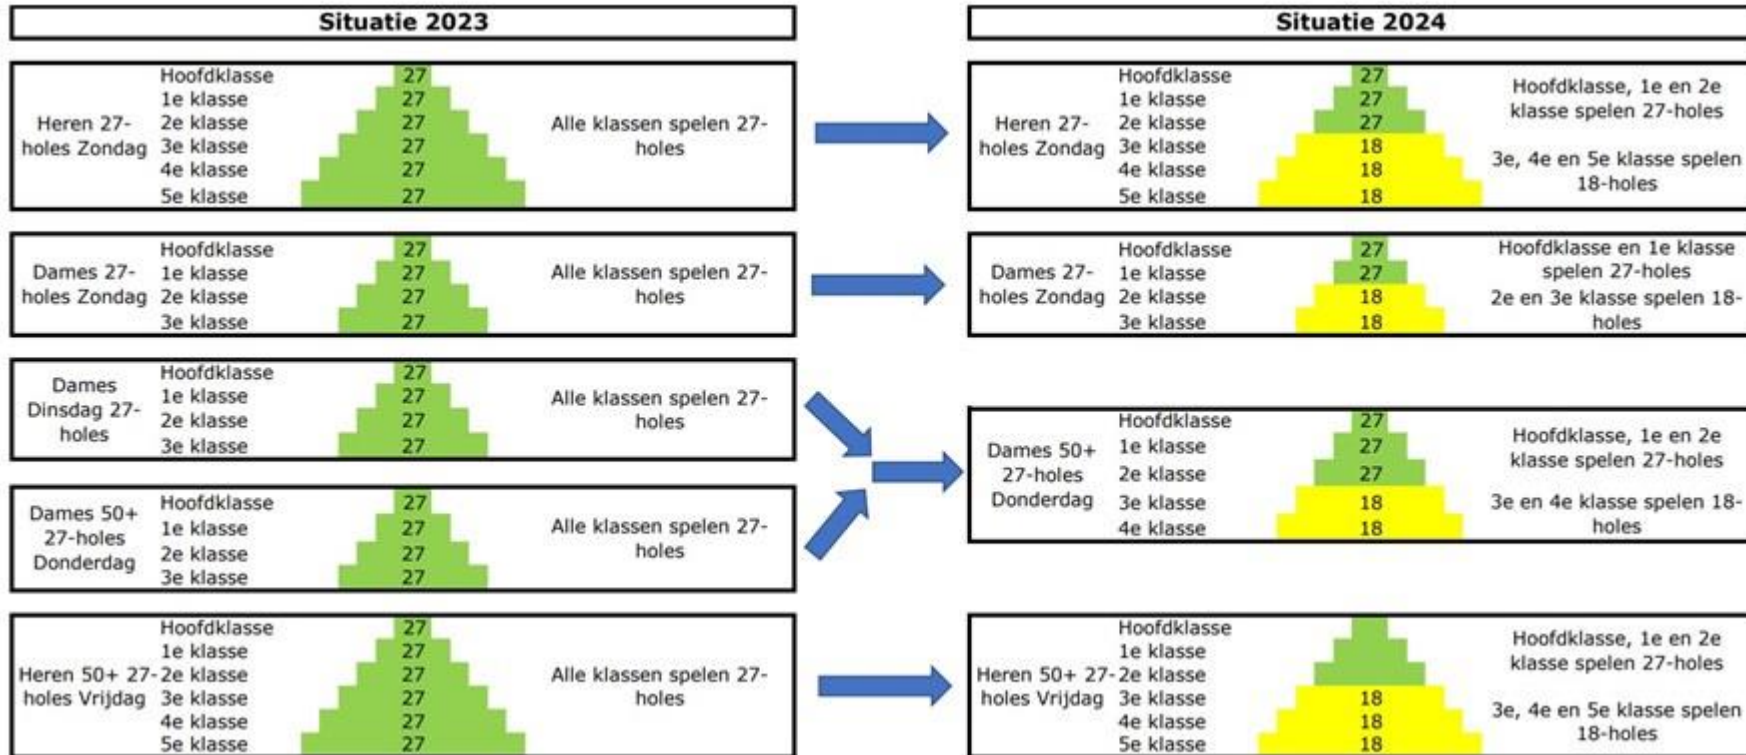 Situatie 2023
Heren 27-
holes Zondag
Hoofdklasse 27
1e klasse 27
2e klasse 27
3e klasse 27
4e klasse 27
5e klasse 27
Alle klassen spelen 27-
holes
Dames 27-
holes Zondag
Hoofdklasse 27
1e klasse 27
2e klasse 27
3e klasse 27
Alle klassen spelen 27-
holes
Dames
Dinsdag 27-
holes
Hoofdklasse 27
1e klasse 27
2e klasse 27
3e klasse 27
Alle klassen spelen 27-
holes
Dames 50+
27-holes
Donderdag
Hoofdklasse 27
1e klasse 27
2e klasse 27
3e klasse 27
Alle klassen spelen 27-
holes
Heren 50+ 27-
holes Vrijdag
Hoofdklasse 27
1e klasse 27
2e klasse 27
3e klasse 27
4e klasse 27
5e klasse 27
Alle klassen spelen 27-
holes
Situatie 2024
Heren 27-
holes Zondag
Hoofdklasse 27
1e klasse 27
2e klasse 27
3e klasse 18
4e klasse 18
5e klasse 18
Hoofdklasse, 1e en 2e
klasse spelen 27-holes
3e, 4e en 5e klasse spelen
18-holes
Dames 27-
holes Zondag
Hoofdklasse 27
1e klasse 27
2e klasse 18
3e klasse 18
Hoofdklasse en 1e klasse
spelen 27-holes
2e en 3e klasse spelen 18-
holes
Dames 50+
27-holes
Donderdag
Hoofdklasse 27
1e klasse 27
2e klasse 27
3e klasse 18
4e klasse 18
Hoofdklasse, 1e en 2e
klasse spelen 27-holes
3e en 4e klasse spelen 18-
holes
Heren 50+ 27-
holes Vrijdag
Hoofdklasse
1e klasse
2e klasse
3e klasse 18
4e klasse 18
5e klasse 18
Hoofdklasse, 1e en 2e
klasse spelen 27-holes
3e, 4e en 5e klasse spelen
18-holes